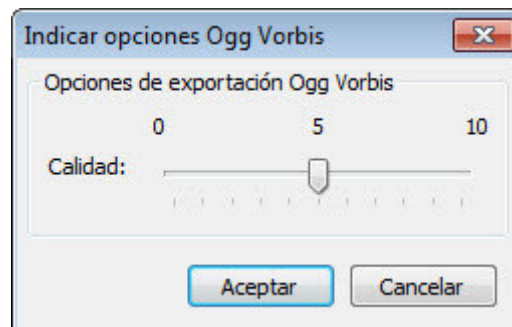 Indicar opciones Ogg Vorbis
Opciones de exportación Ogg Vorbis
0 5 10
Calidad:
Aceptar Cancelar